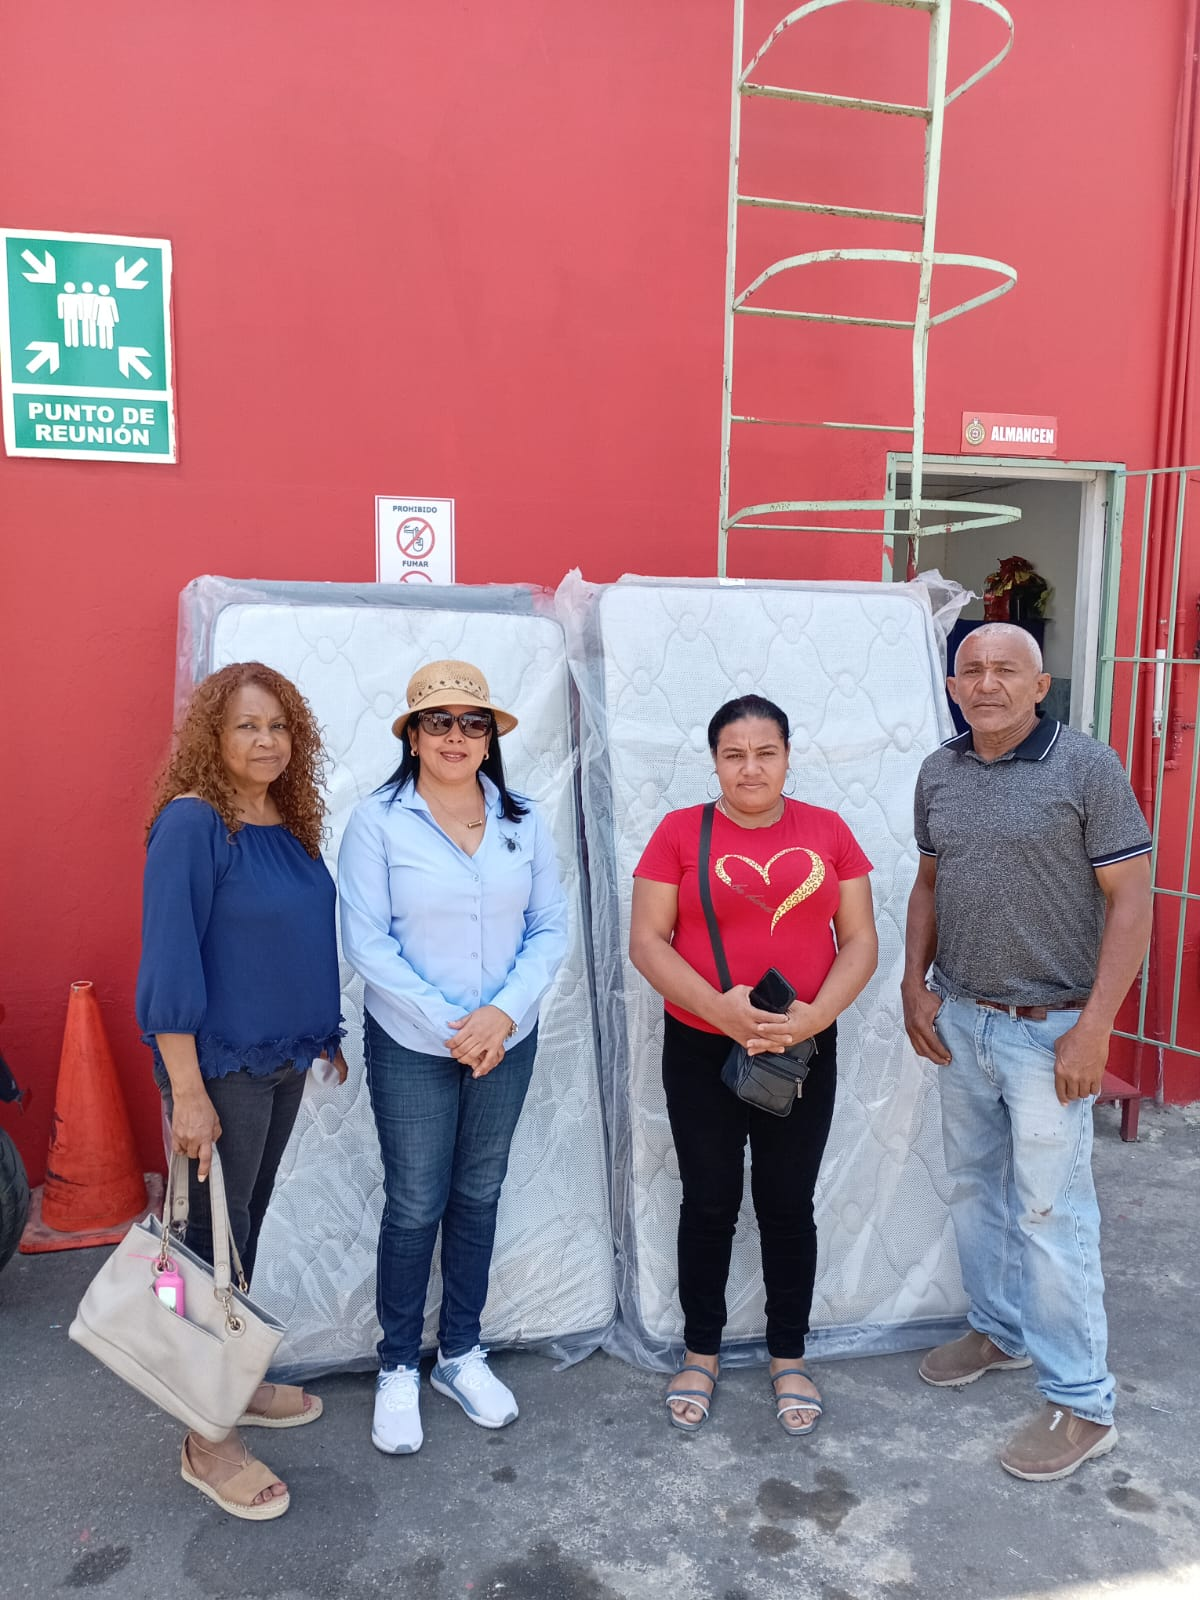 PUNTO DE
REUNIÓN
PROHIBIDO
FUMAR
ALMANCEN